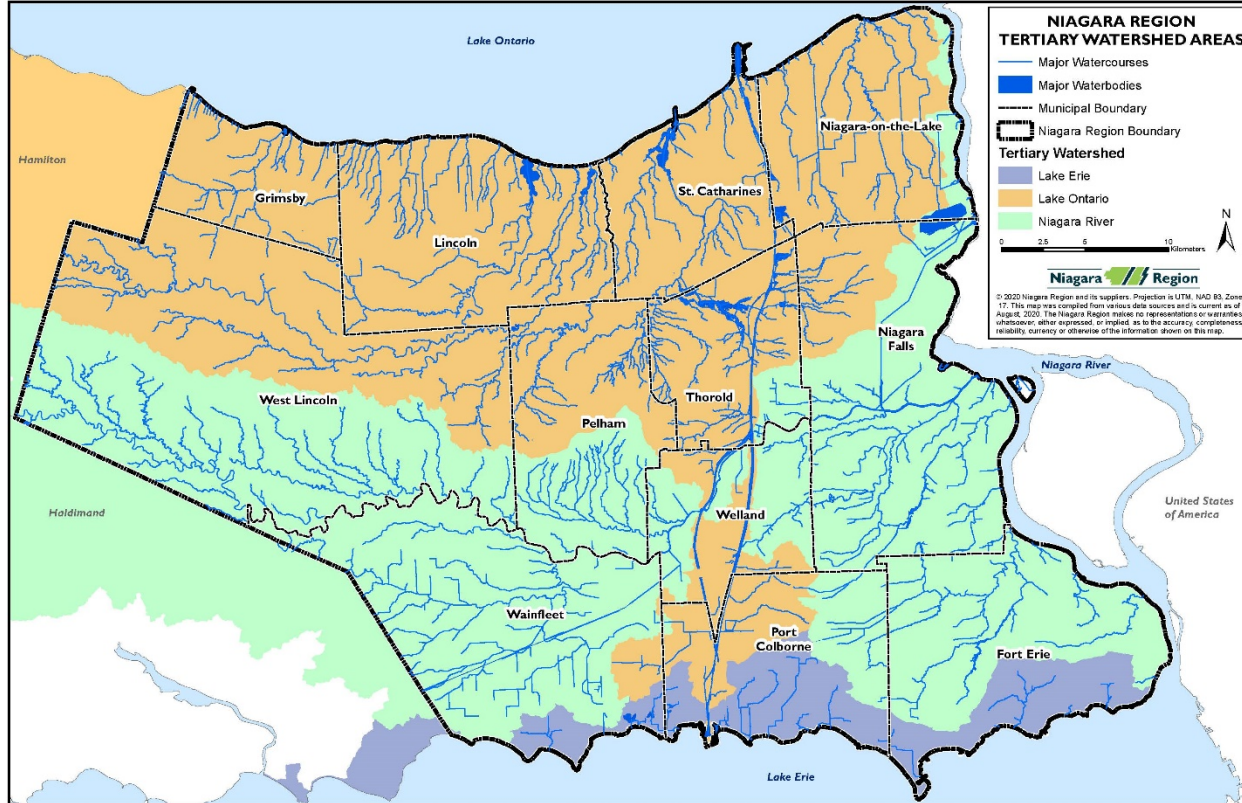 NIAGARA REGION
TERTIARY WATERSHED AREAS
Major Watercourses
Major Waterbodies
Municipal Boundary
Niagara Region Boundary
Tertiary Watershed
Lake Erie
Lake Ontario
Niagara River
N
0 2.5 5 10
Kilometers
Niagara Region
© 2020 Niagara Region and its suppliers. Projection is UTM, NAD 83, Zone
17. This map was compiled from various data sources and is current as of
August, 2020. The Niagara Region makes no representations or warranties
whatsoever, either expressed, or implied, as to the accuracy, completeness,
reliability, currency or otherwise of the information shown on this map.
Lake Ontario
Hamilton
Niagara-on-the-Lake
Grimsby
St. Catharines
Lincoln
Niagara
Falls
Niagara River
West Lincoln
Thorold
Pelham
United States
of America
Haldimand
Welland
Wainfleet
Port
Colborne
Fort Erie
Lake Erie